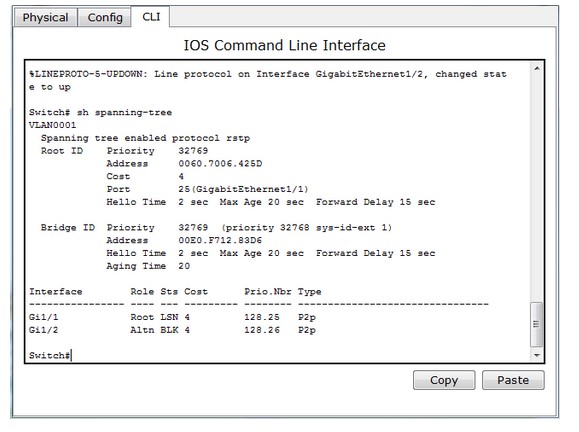 Physical Config CLI
IOS Command Line Interface
%LINEPROTO-5-UPDOWN: Line protocol on Interface GigabitEthernet1/2, changed stat
e to up
Switch# sh spanning-tree
VLAN0001
Spanning tree enabled protocol rstp
Root ID Priority 32769
Address 0060.7006.425D
Cost 4
Port 25(GigabitEthernet1/1)
Hello Time 2 sec Max Age 20 sec Forward Delay 15 sec
Bridge ID Priority 32769 (priority 32768 sys-id-ext 1)
Address 00E0.F712.83D6
Hello Time 2 sec Max Age 20 sec Forward Delay 15 sec
Aging Time 20
Interface Role Sts Cost Prio.Nbr Type
---------------- ---- --- --------- -------- --------------------------------
Gi1/1 Root LSN 4 128.25 P2p
Gi1/2 Altn BLK 4 128.26 P2p
Switch#
Copy Paste